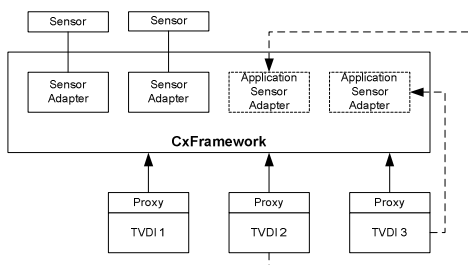 Sensor
Sensor
Sensor
Adapter
Sensor
Adapter
Application
Sensor
Adapter
Application
Sensor
Adapter
CxFramework
Proxy
TVDI 1
Proxy
TVDI 2
Proxy
TVDI 3